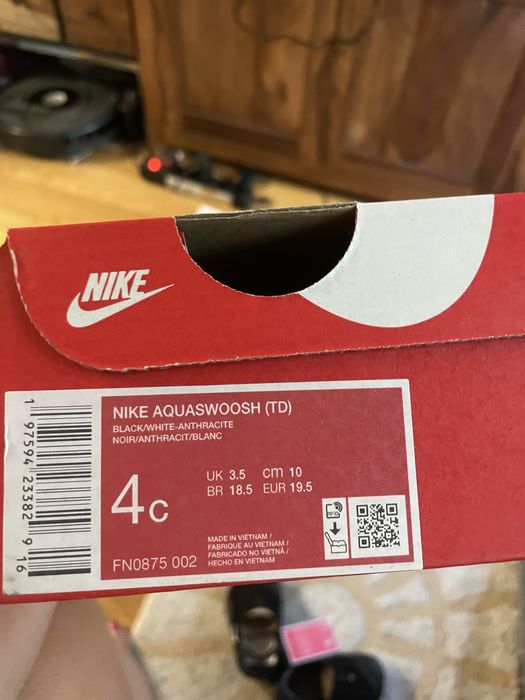 NIKE
NIKE AQUASWOOSH (TD)
BLACK/WHITE-ANTHRACITE
NOIR/ANTHRACIT/BLANC
UK 3.5 cm 10
BR 18.5 EUR 19.5
4c
MADE IN VIETNAM /
FABRIQUE AU VIETNAM /
FABRICADO NO VIETNÃ /
HECHO EN VIETNAM
FN0875 002
1 97594 23382 9 16